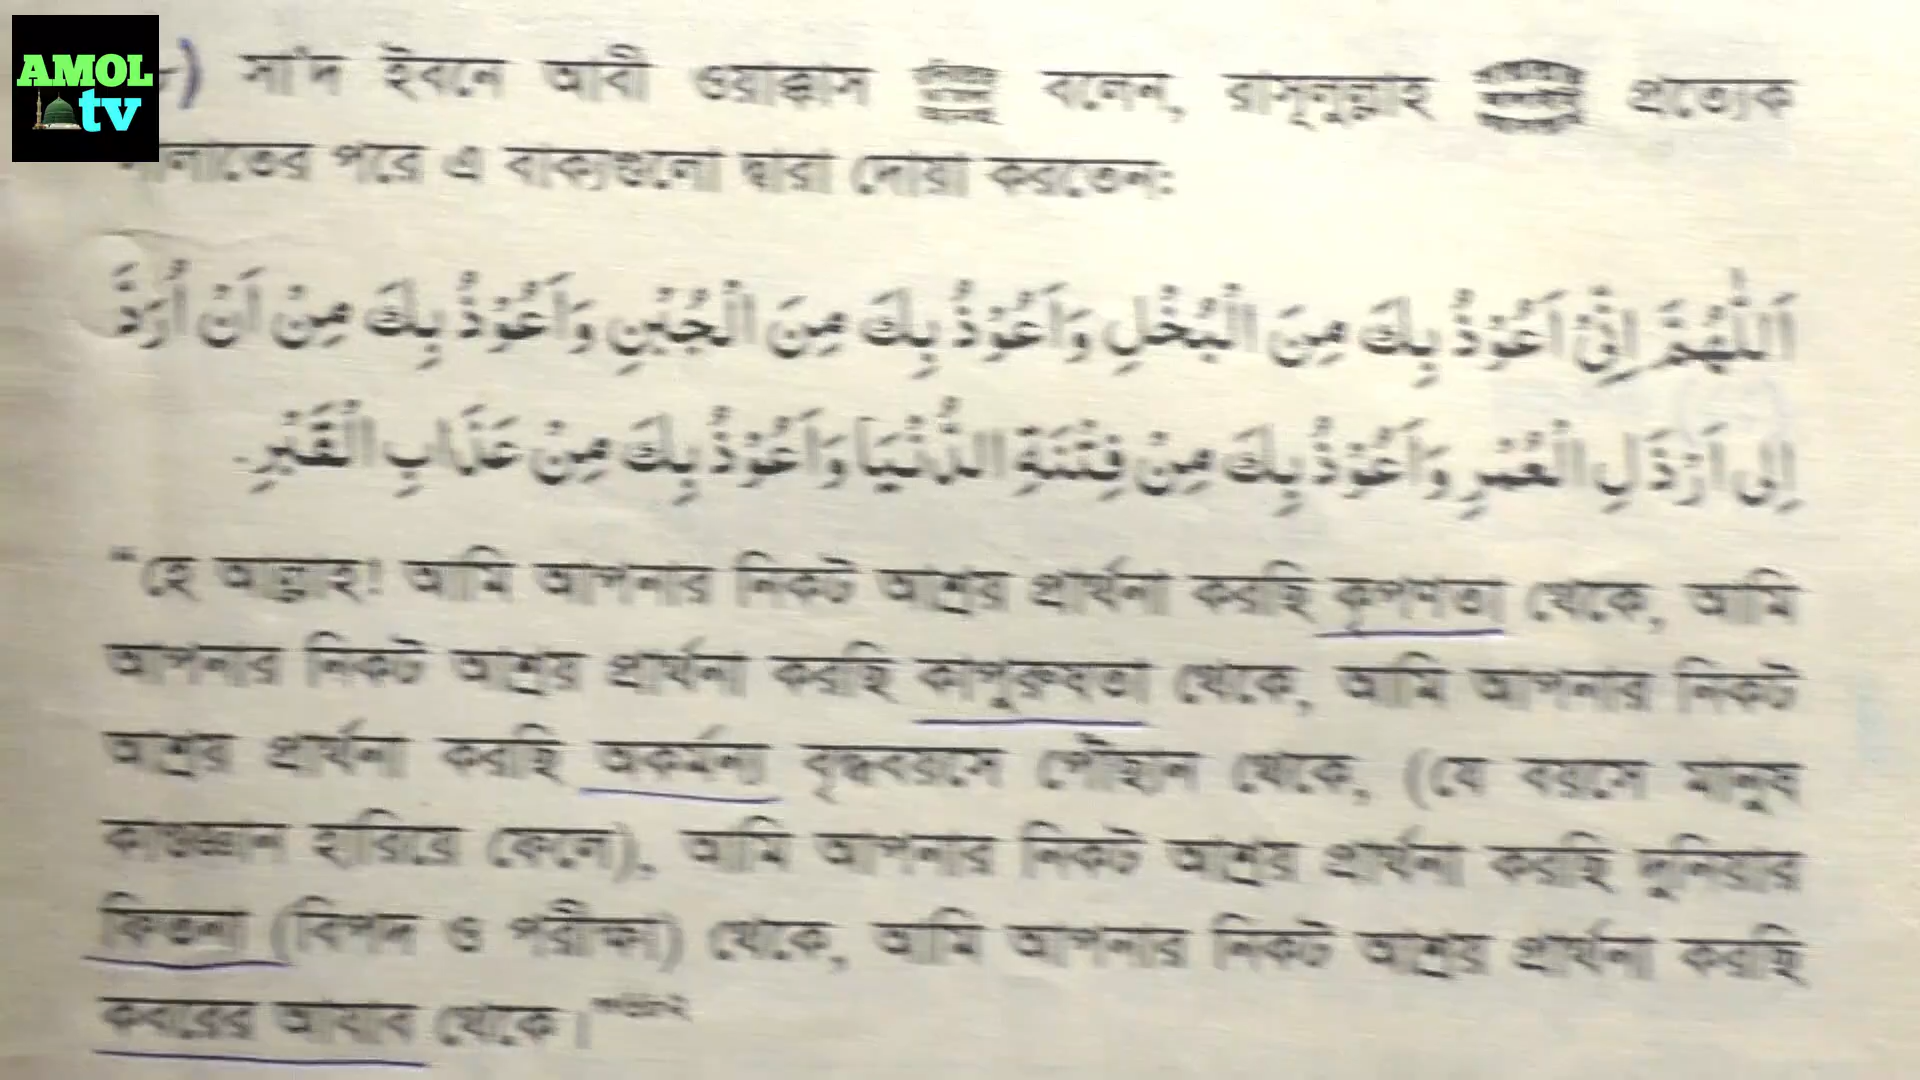 AMOL
tv
) সা'দ ইবনে আবী ওয়াক্কাস বলেন, রাসূলুল্লাহ প্রত্যেক
সালাতের পরে এ বাক্যগুলো দ্বারা দোয়া করতেন:
اَللّٰهُمَّ اِنِّىْ اَعُوْذُ بِكَ مِنَ الْبُخْلِ وَاَعُوْذُ بِكَ مِنَ الْجُبْنِ وَاَعُوْذُ بِكَ مِنْ اَنْ اُرَدَّ
اِلٰى اَرْذَلِ الْعُمُرِ وَاَعُوْذُ بِكَ مِنْ فِتْنَةِ الدُّنْيَا وَاَعُوْذُ بِكَ مِنْ عَذَابِ الْقَبْرِ.
“হে আল্লাহ! আমি আপনার নিকট আশ্রয় প্রার্থনা করছি কৃপণতা থেকে, আমি
আপনার নিকট আশ্রয় প্রার্থনা করছি কাপুরুষতা থেকে, আমি আপনার নিকট
আশ্রয় প্রার্থনা করছি অকর্মন্য বৃদ্ধবয়সে পৌঁছান থেকে, (যে বয়সে মানুষ
কাণ্ডজ্ঞান হারিয়ে ফেলে), আমি আপনার নিকট আশ্রয় প্রার্থনা করছি দুনিয়ার
ফিতনা (বিপদ ও পরীক্ষা) থেকে, আমি আপনার নিকট আশ্রয় প্রার্থনা করছি
কবরের আযাব থেকে।”